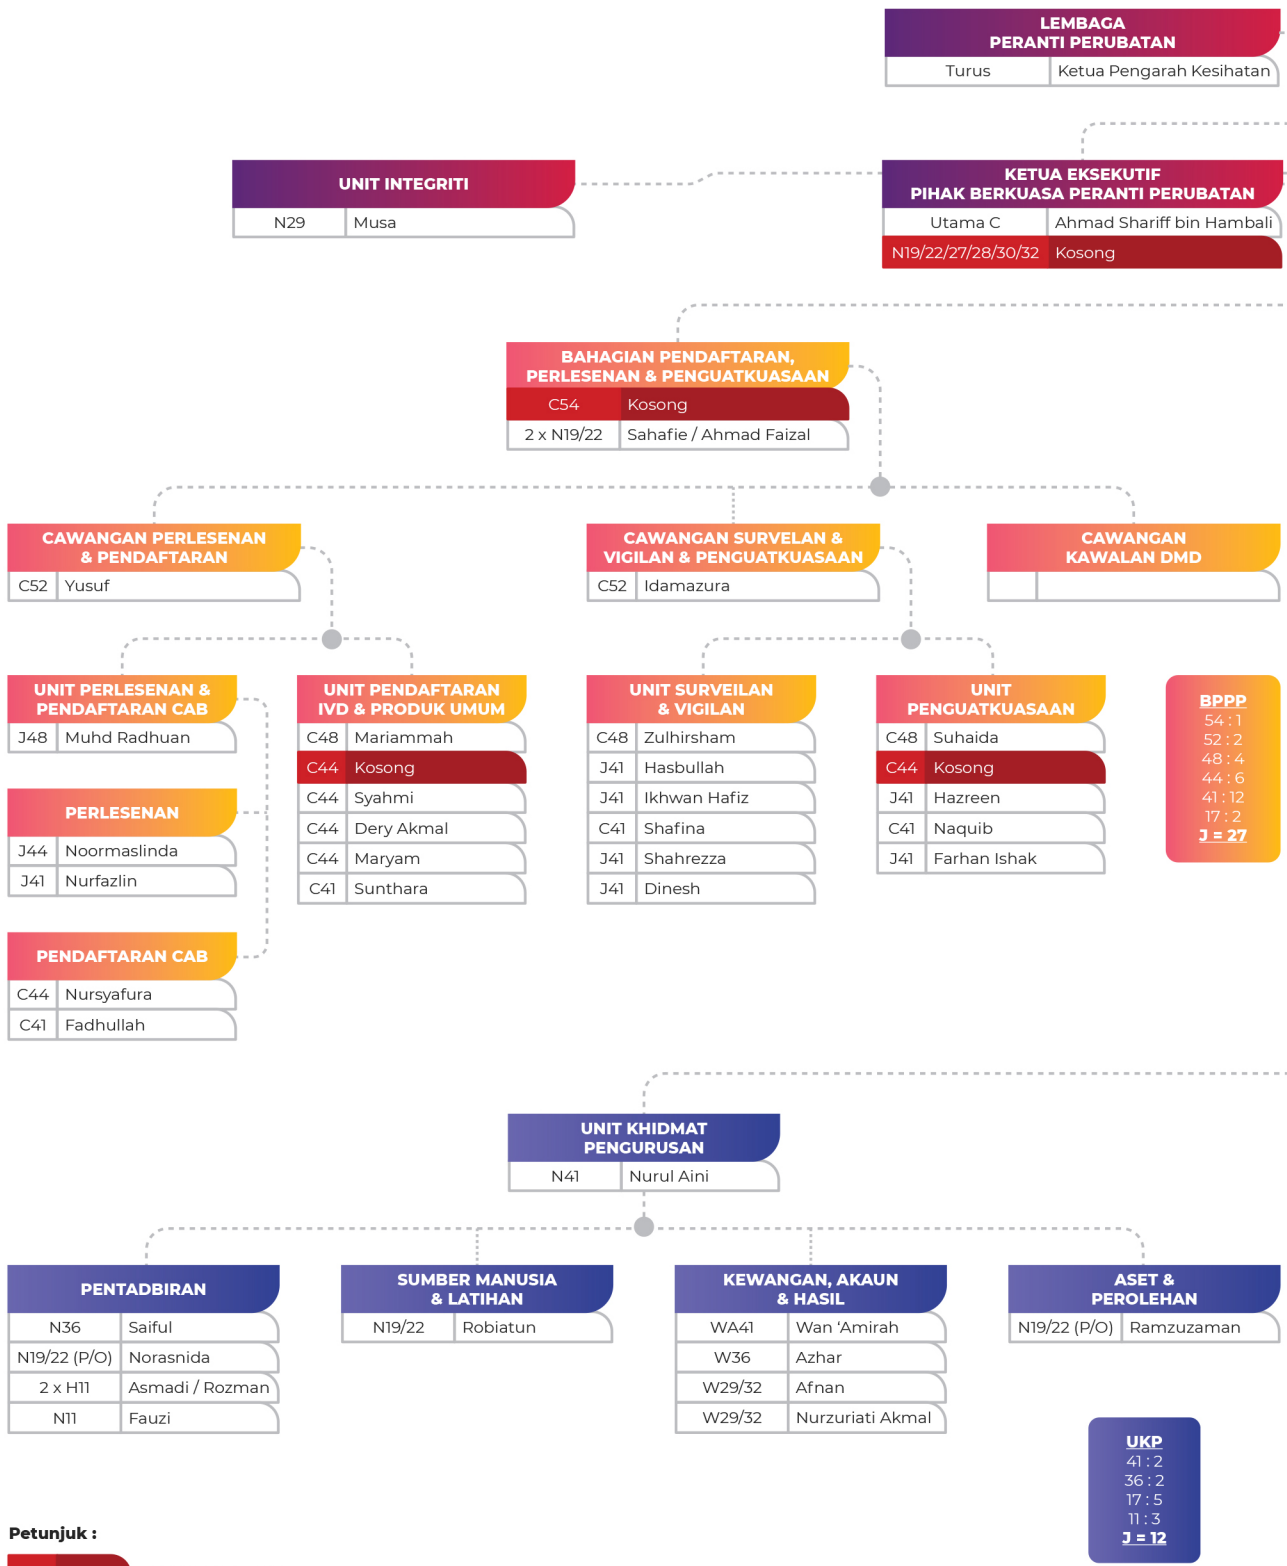 LEMBAGA
PERANTI PERUBATAN
Turus Ketua Pengarah Kesihatan
UNIT INTEGRITI
N29 Musa
KETUA EKSEKUTIF
PIHAK BERKUASA PERANTI PERUBATAN
Utama C Ahmad Shariff bin Hambali
N19/22/27/28/30/32 Kosong
BAHAGIAN PENDAFTARAN,
PERLESENAN & PENGUATKUASAAN
C54 Kosong
2 x N19/22 Sahafie / Ahmad Faizal
CAWANGAN PERLESENAN
& PENDAFTARAN
C52 Yusuf
CAWANGAN SURVELAN &
VIGILAN & PENGUATKUASAAN
C52 Idamazura
CAWANGAN
KAWALAN DMD
UNIT PERLESENAN &
PENDAFTARAN CAB
J48 Muhd Radhuan
PERLESENAN
J44 Noormaslinda
J41 Nurfazlin
PENDAFTARAN CAB
C44 Nursyafura
C41 Fadhullah
UNIT PENDAFTARAN
IVD & PRODUK UMUM
C48 Mariammah
C44 Kosong
C44 Syahmi
C44 Dery Akmal
C44 Maryam
C41 Sunthara
UNIT SURVEILAN
& VIGILAN
C48 Zulhirsham
J41 Hasbullah
J41 Ikhwan Hafiz
C41 Shafina
J41 Shahrezza
J41 Dinesh
UNIT
PENGUATKUASAAN
C48 Suhaida
C44 Kosong
J41 Hazreen
C41 Naquib
J41 Farhan Ishak
BPPP
54 : 1
52 : 2
48 : 4
44 : 6
41 : 12
17 : 2
J = 27
UNIT KHIDMAT
PENGURUSAN
N41 Nurul Aini
PENTADBIRAN
N36 Saiful
N19/22 (P/O) Norasnida
2 x H11 Asmadi / Rozman
N11 Fauzi
SUMBER MANUSIA
& LATIHAN
N19/22 Robiatun
KEWANGAN, AKAUN
& HASIL
WA41 Wan ‘Amirah
W36 Azhar
W29/32 Afnan
W29/32 Nurzuriati Akmal
ASET &
PEROLEHAN
N19/22 (P/O) Ramzuzaman
UKP
41 : 2
36 : 2
17 : 5
11 : 3
J = 12
Petunjuk :